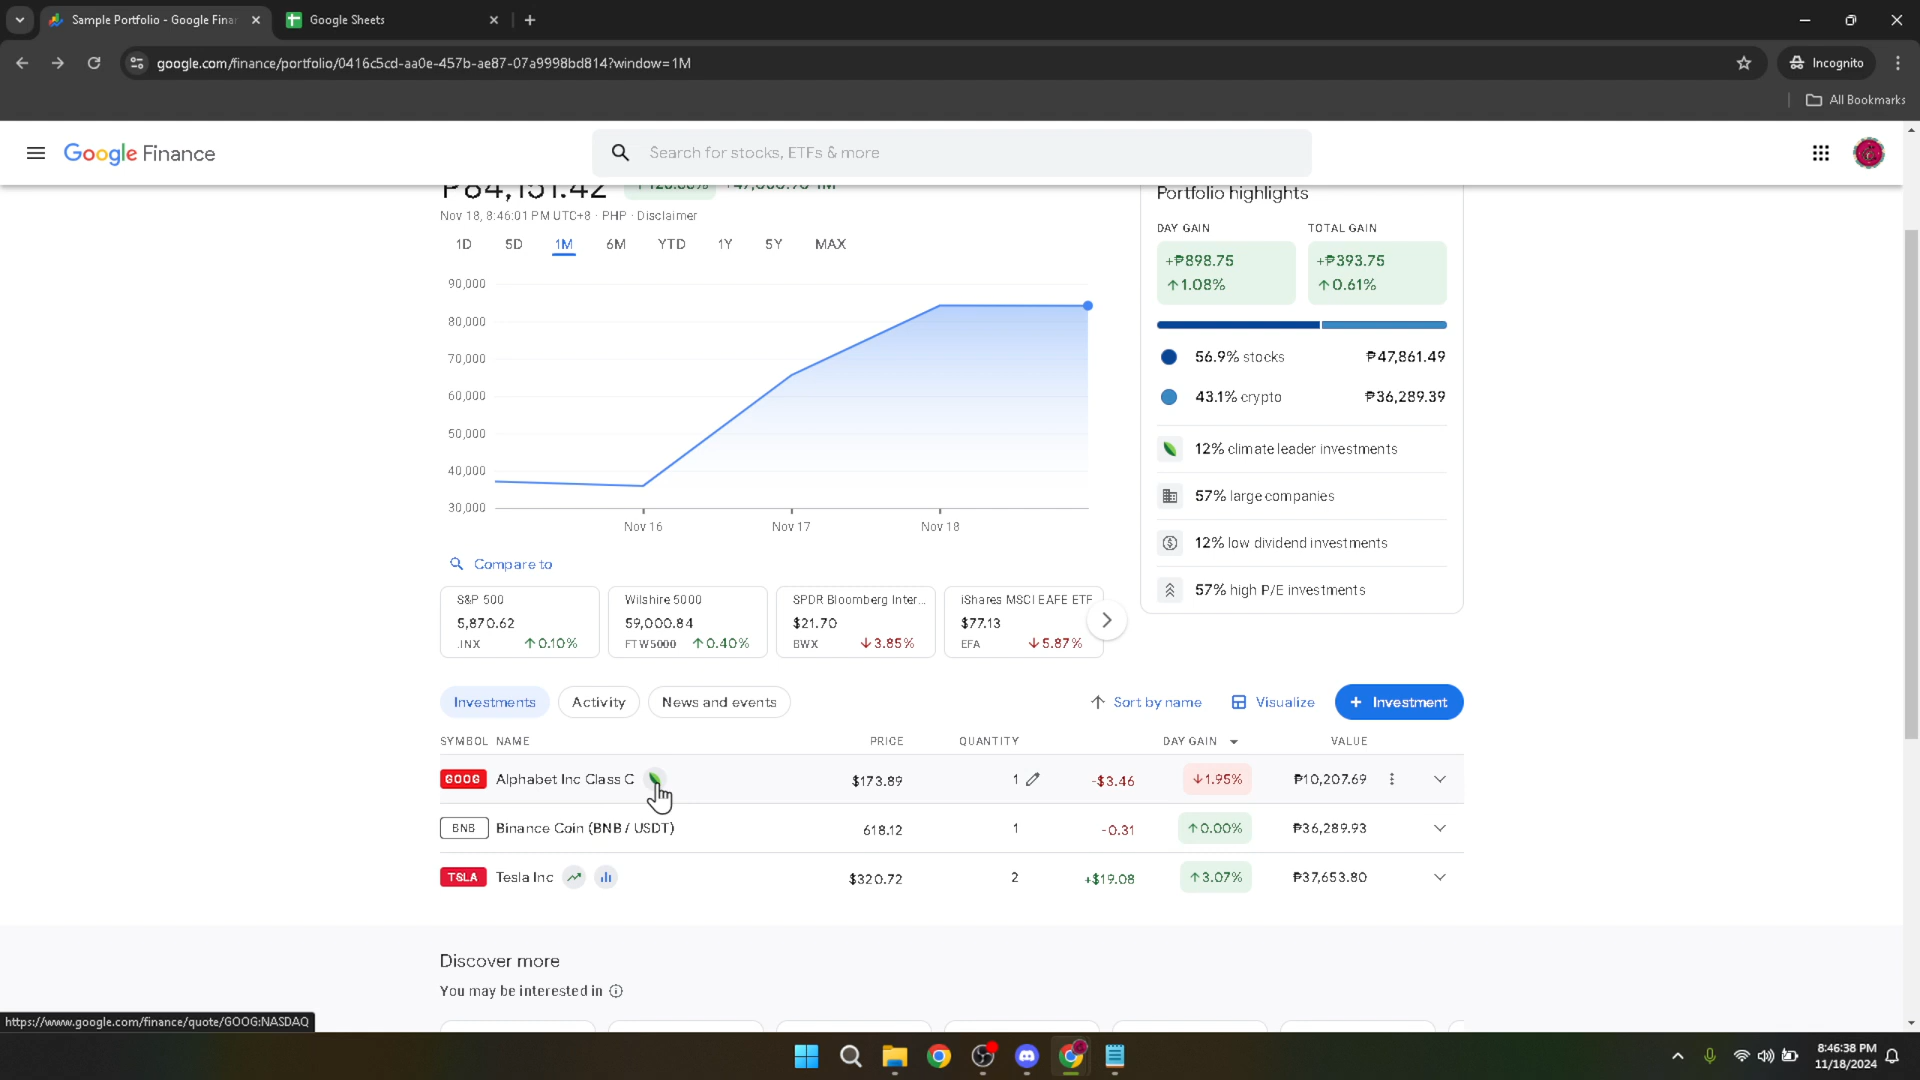 Sample Portfolio - Google Finan
Google Sheets
google.com/finance/portfolio/0416c5cd-aa0e-457b-ae87-07a9998bd814?window=1M
Incognito
All Bookmarks
Google Finance
Search for stocks, ETFs & more
₱84,151.42
Nov 18, 8:46:01 PM UTC+8 · PHP · Disclaimer
1D 5D 1M 6M YTD 1Y 5Y MAX
90,000
80,000
70,000
60,000
50,000
40,000
30,000
Nov 16 Nov 17 Nov 18
Portfolio highlights
DAY GAIN TOTAL GAIN
+₱898.75 +₱393.75
↑1.08% ↑0.61%
56.9% stocks ₱47,861.49
43.1% crypto ₱36,289.39
12% climate leader investments
57% large companies
12% low dividend investments
57% high P/E investments
Compare to
S&P 500
5,870.62
.INX ↑0.10%
Wilshire 5000
59,000.84
FTW5000 ↑0.40%
SPDR Bloomberg Inter...
$21.70
BWX ↓3.85%
iShares MSCI EAFE ETF
$77.13
EFA ↓5.87%
Investments Activity News and events
Sort by name Visualize + Investment
SYMBOL NAME PRICE QUANTITY DAY GAIN VALUE
GOOG Alphabet Inc Class C $173.89 1 -$3.46 ↓1.95% ₱10,207.69
BNB Binance Coin (BNB / USDT) 618.12 1 -0.31 ↑0.00% ₱36,289.93
TSLA Tesla Inc $320.72 2 +$19.08 ↑3.07% ₱37,653.80
Discover more
You may be interested in
https://www.google.com/finance/quote/GOOG:NASDAQ
8:46:38 PM
11/18/2024